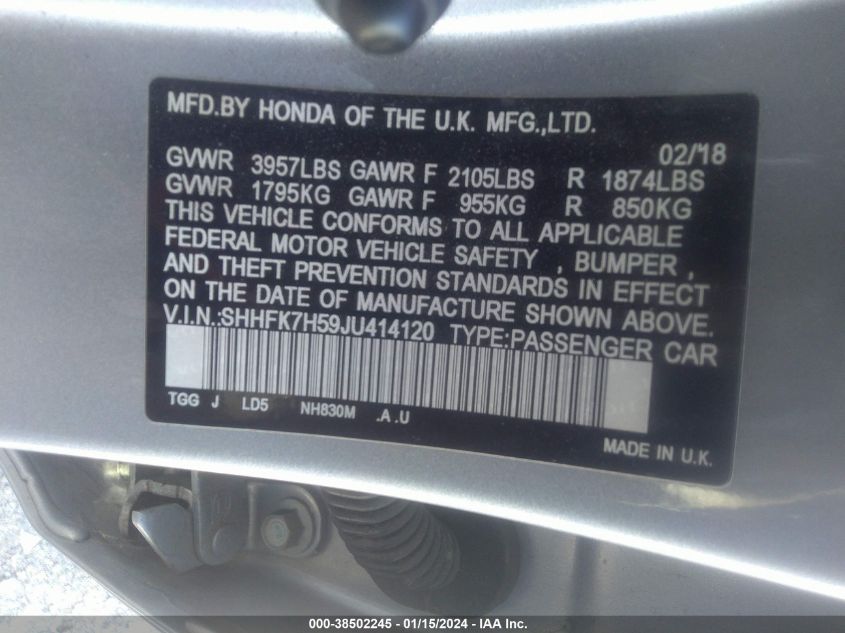 MFD.BY HONDA OF THE U.K. MFG.,LTD.
02/'18
GVWR 3957LBS GAWR F 2105LBS R 1874LBS
GVWR 1795KG GAWR F 955KG R 850KG
THIS VEHICLE CONFORMS TO ALL APPLICABLE
FEDERAL MOTOR VEHICLE SAFETY , BUMPER ,
AND THEFT PREVENTION STANDARDS IN EFFECT
ON THE DATE OF MANUFACTURE SHOWN ABOVE.
V.I.N.:SHHFK7H59JU414120 TYPE:PASSENGER CAR
TGG J LD5 NH830M .A .U
MADE IN U.K.
000-38502245 - 01/15/2024 - IAA Inc.